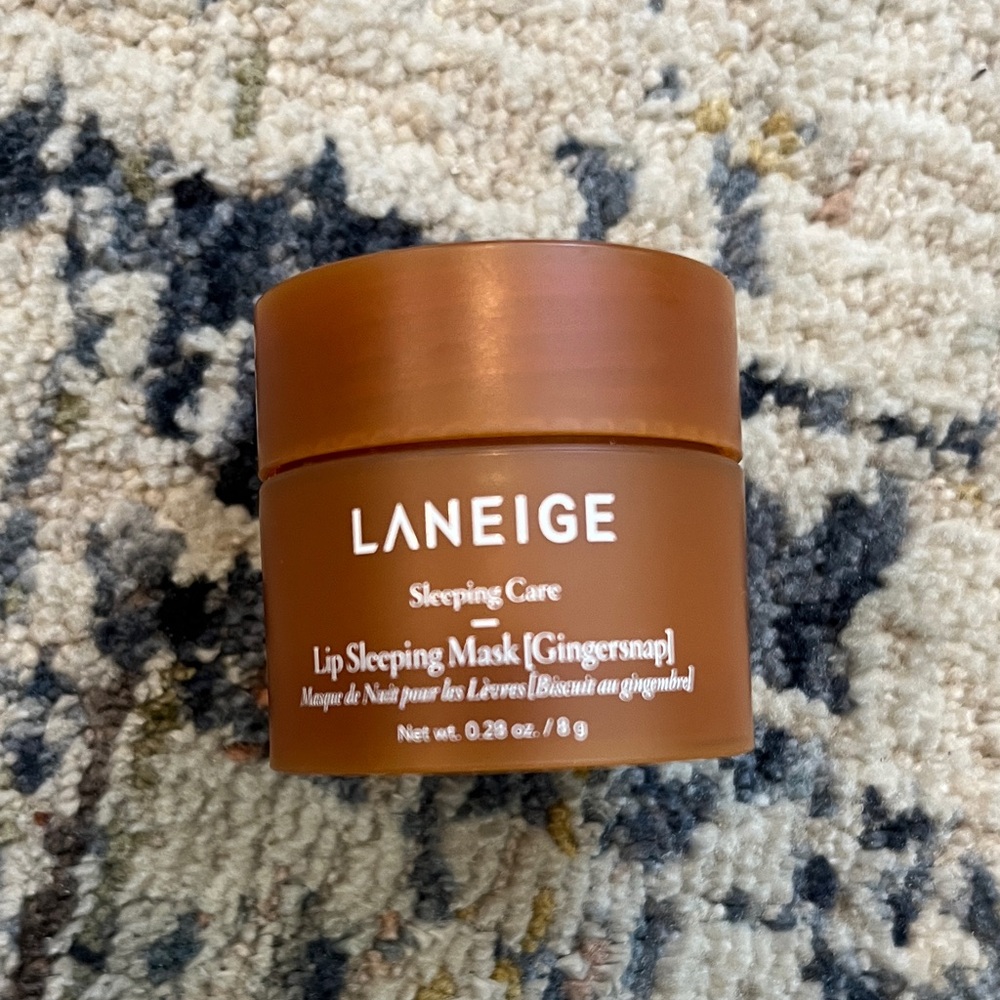 LANEIGE
Sleeping Care
Lip Sleeping Mask [Gingersnap]
Masque de Nuit pour les Lèvres [Biscuit au gingembre]
Net wt. 0.28 oz. / 8 g